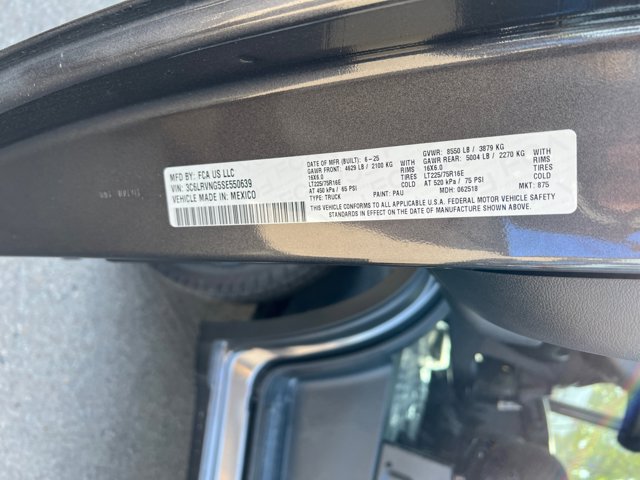 MFD BY: FCA US LLC
VIN: 3C6LRVNG5SE550639
VEHICLE MADE IN: MEXICO
DATE OF MFR (BUILT): 6-25
GVWR: 8550 LB / 3879 KG
GAWR FRONT: 4629 LB / 2100 KG WITH
16X6.0 RIMS
LT225/75R16E TIRES
AT 450 kPa / 65 PSI
GAWR REAR: 5004 LB / 2270 KG WITH
16X6.0 RIMS
LT225/75R16E TIRES
AT 520 kPa / 75 PSI
TYPE: TRUCK PAINT: PAU MDH: 062518 MKT: 875
THIS VEHICLE CONFORMS TO ALL APPLICABLE U.S.A. FEDERAL MOTOR VEHICLE SAFETY
STANDARDS IN EFFECT ON THE DATE OF MANUFACTURE SHOWN ABOVE.